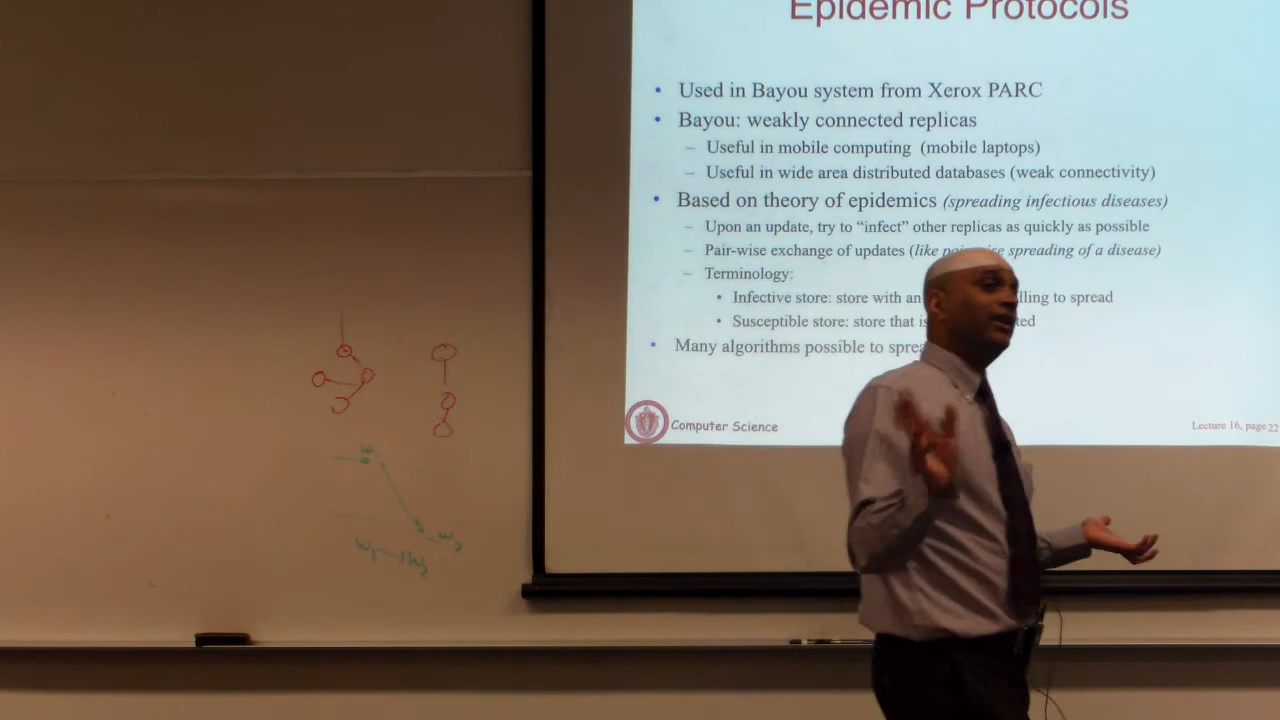 Epidemic Protocols
• Used in Bayou system from Xerox PARC
• Bayou: weakly connected replicas
– Useful in mobile computing (mobile laptops)
– Useful in wide area distributed databases (weak connectivity)
• Based on theory of epidemics (spreading infectious diseases)
– Upon an update, try to “infect” other replicas as quickly as possible
– Pair-wise exchange of updates (like spreading of a disease)
– Terminology:
• Infective store: store with an to spread
• Susceptible store: store that
• Many algorithms possible to
Computer Science
Lecture 16, page 22